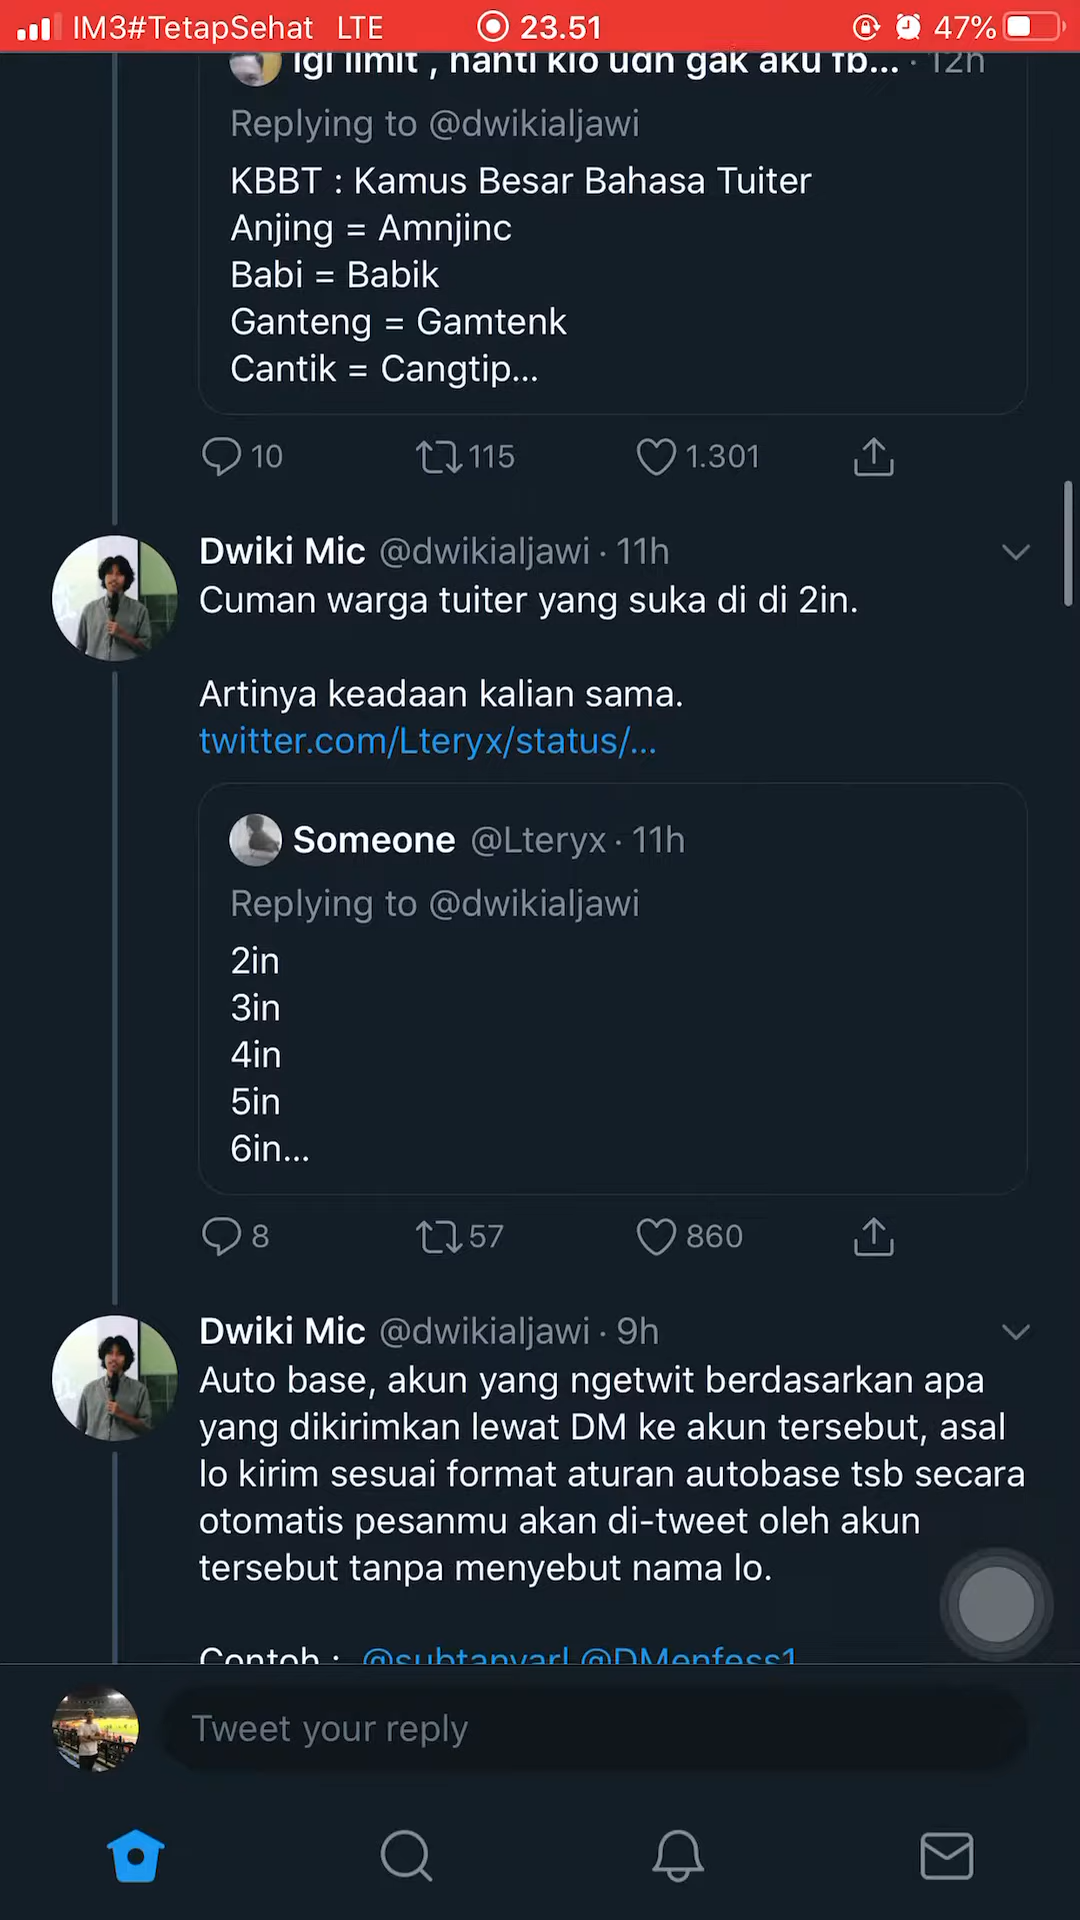 IM3#TetapSehat LTE 23.51 47%
lgi limit , nanti klo udh gak aku fb... · 12h
Replying to @dwikialjawi
KBBT : Kamus Besar Bahasa Tuiter
Anjing = Amnjinc
Babi = Babik
Ganteng = Gamtenk
Cantik = Cangtip...
10 115 1.301
Dwiki Mic @dwikialjawi · 11h
Cuman warga tuiter yang suka di di 2in.
Artinya keadaan kalian sama.
twitter.com/Lteryx/status/...
Someone @Lteryx · 11h
Replying to @dwikialjawi
2in
3in
4in
5in
6in...
8 57 860
Dwiki Mic @dwikialjawi · 9h
Auto base, akun yang ngetwit berdasarkan apa
yang dikirimkan lewat DM ke akun tersebut, asal
lo kirim sesuai format aturan autobase tsb secara
otomatis pesanmu akan di-tweet oleh akun
tersebut tanpa menyebut nama lo.
Contoh : @subtanyarl @DMenfess1
Tweet your reply